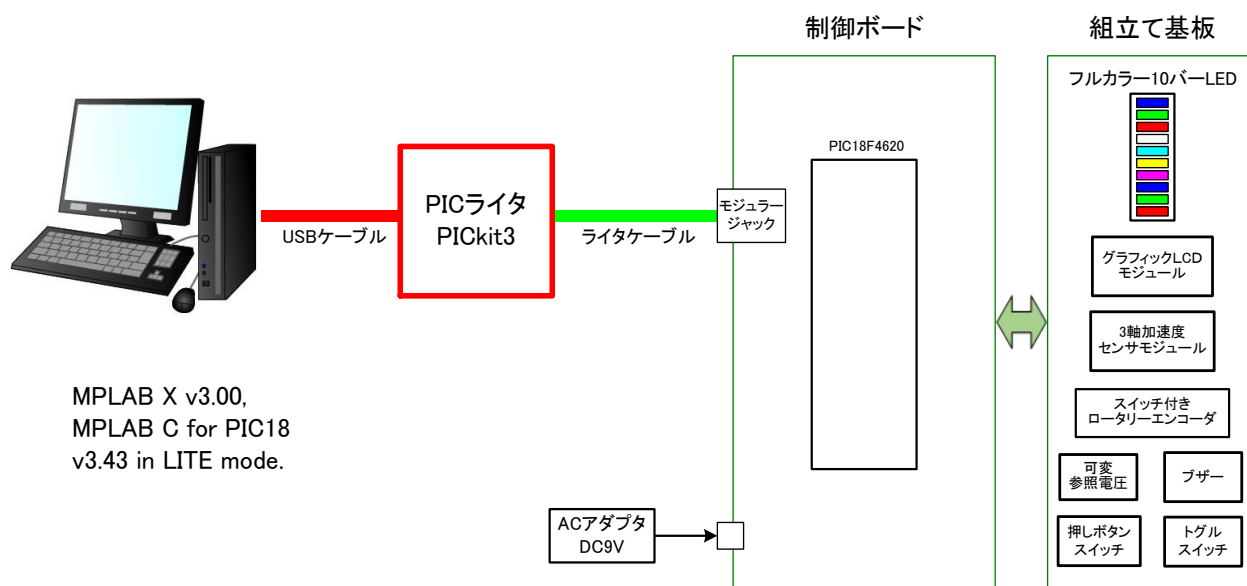 制御ボード
組立て基板
フルカラー10バーLED
PIC18F4620
PICライタ
PICkit3
モジュラー
ジャック
USBケーブル
ライタケーブル
グラフィックLCD
モジュール
3軸加速度
センサモジュール
MPLAB X v3.00,
MPLAB C for PIC18
v3.43 in LITE mode.
スイッチ付き
ロータリーエンコーダ
可変
参照電圧
ブザー
ACアダプタ
DC9V
押しボタン
スイッチ
トグル
スイッチ